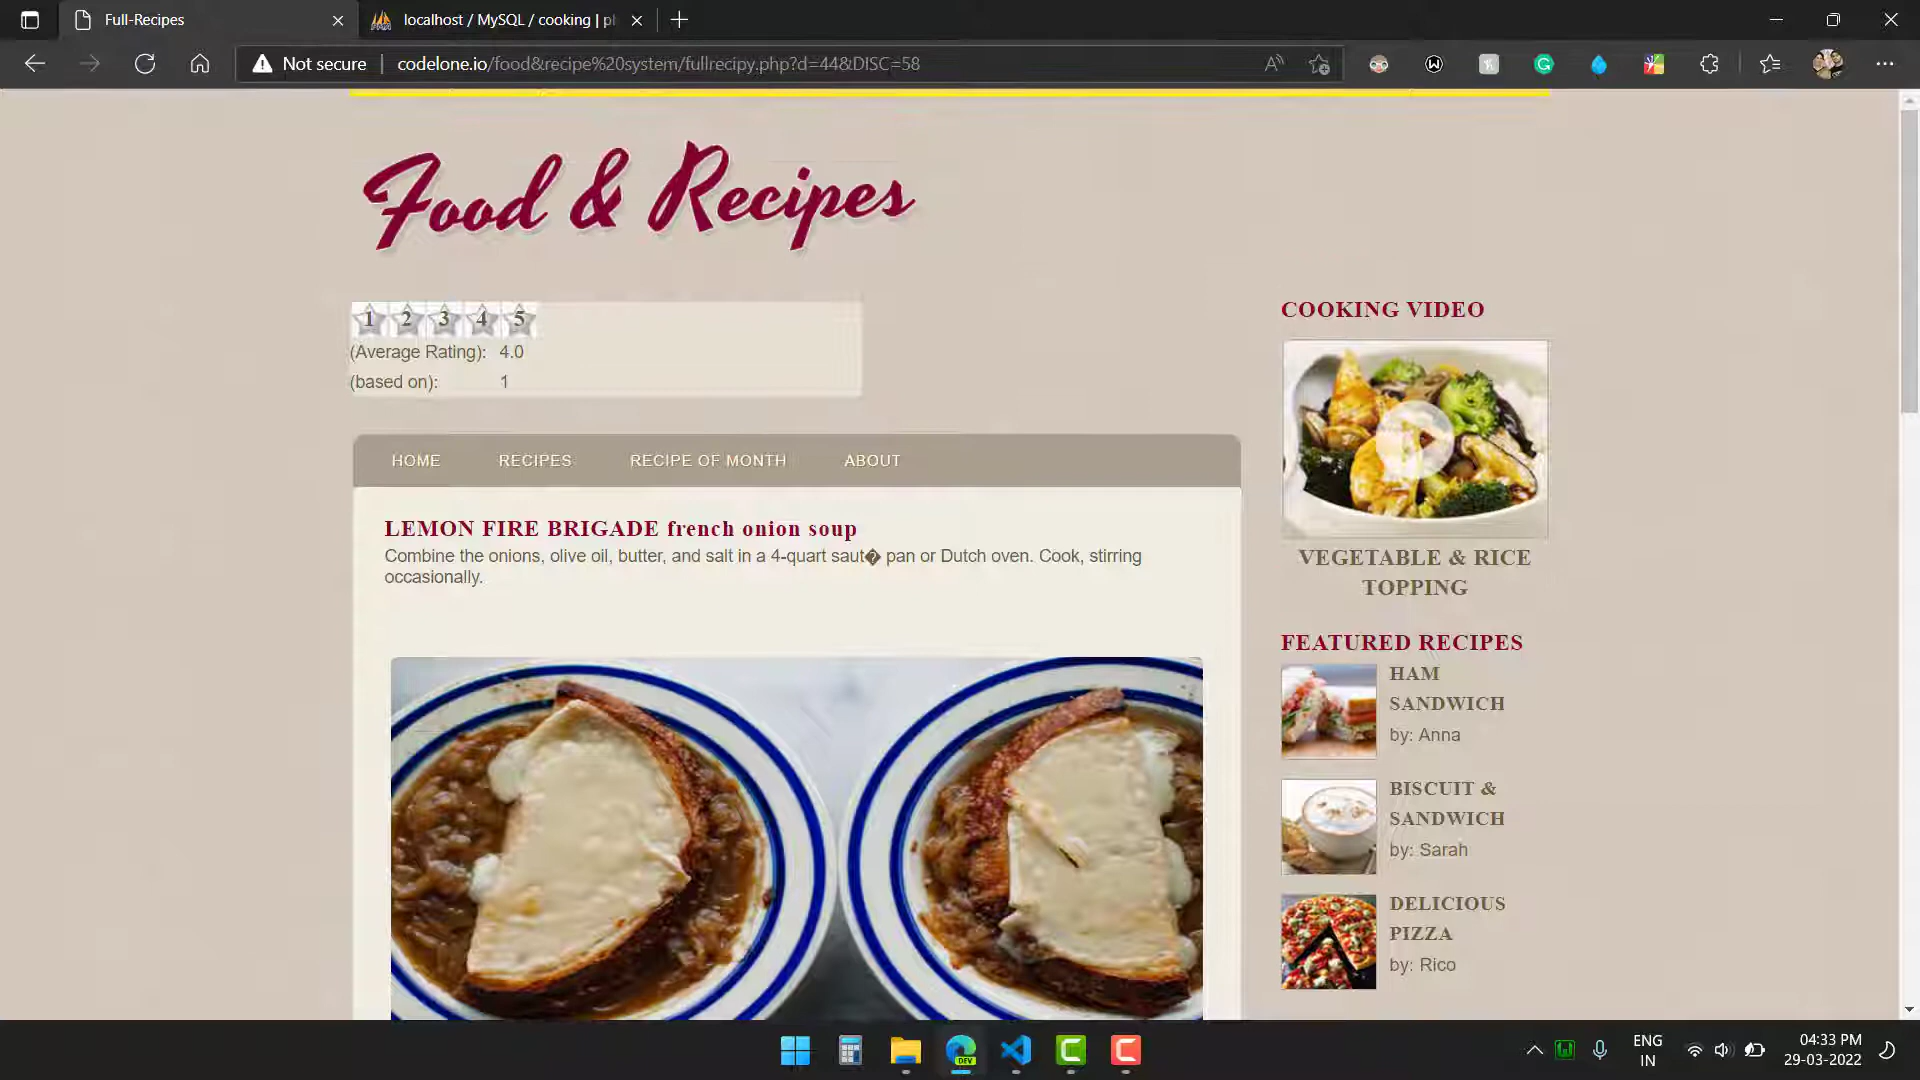 Full-Recipes
localhost / MySQL / cooking |
Not secure
codelone.io/food&recipe%20system/fullrecipy.php?d=44&DISC=58
Food & Recipes
1 2 3 4 5
(Average Rating): 4.0
(based on): 1
HOME RECIPES RECIPE OF MONTH ABOUT
LEMON FIRE BRIGADE french onion soup
Combine the onions, olive oil, butter, and salt in a 4-quart saut� pan or Dutch oven. Cook, stirring
occasionally.
COOKING VIDEO
VEGETABLE & RICE
TOPPING
FEATURED RECIPES
HAM
SANDWICH
by: Anna
BISCUIT &
SANDWICH
by: Sarah
DELICIOUS
PIZZA
by: Rico
DEV
ENG
IN
04:33 PM
29-03-2022